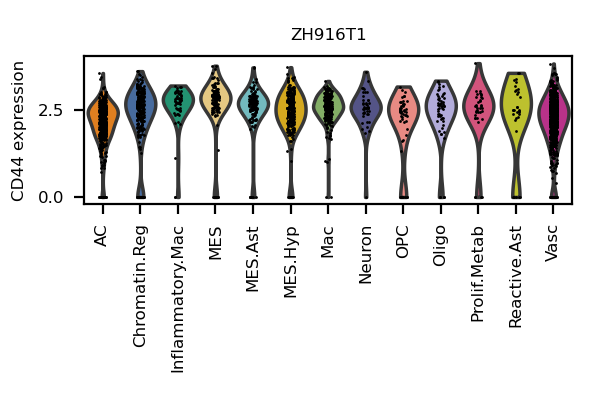 ZH916T1
CD44 expression
2.5
0.0
AC
Chromatin.Reg
Inflammatory.Mac
MES
MES.Ast
MES.Hyp
Mac
Neuron
OPC
Oligo
Prolif.Metab
Reactive.Ast
Vasc